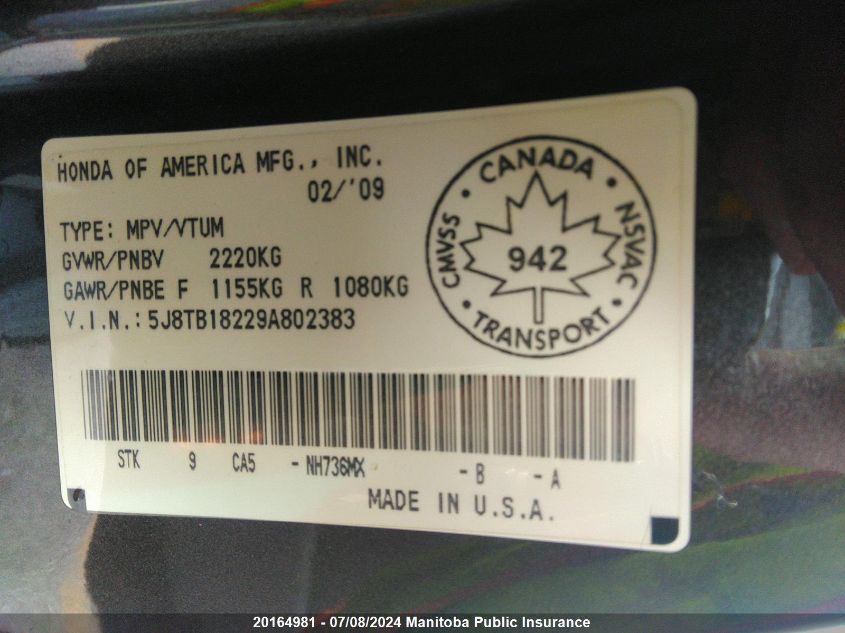 HONDA OF AMERICA MFG., INC.
02/'09
TYPE: MPV/VTUM
GVWR/PNBV 2220KG
GAWR/PNBE F 1155KG R 1080KG
V.I.N.: 5J8TB18229A802383
CANADA
CMVSS
NSVAC
942
TRANSPORT
STK 9 CA5 - NH736MX - B - A
MADE IN U.S.A.
20164981 - 07/08/2024 Manitoba Public Insurance